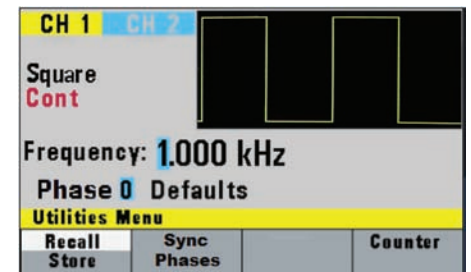 CH 1 CH 2
Square
Cont
Frequency: 1.000 kHz
Phase 0 Defaults
Utilities Menu
Recall Sync Counter
Store Phases